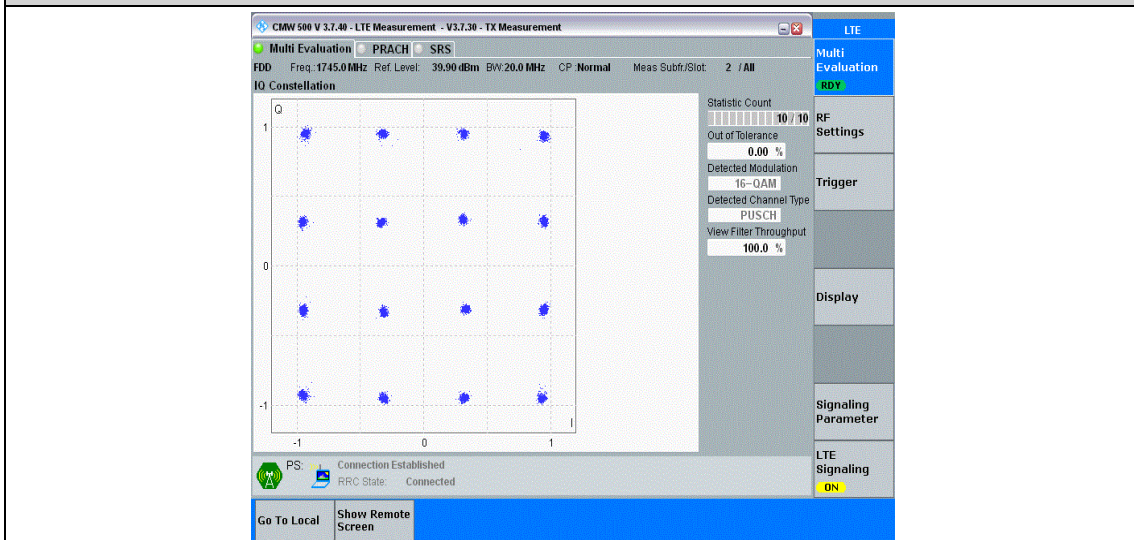 CMW 500 V 3.7.40 - LTE Measurement - V3.7.30 - TX Measurement
LTE
Multi Evaluation PRACH SRS
Multi
Evaluation
RDY
FDD Freq.:1745.0 MHz Ref. Level: 39.90 dBm BW:20.0 MHz CP :Normal Meas Subfr./Slot: 2 / All
IQ Constellation
Q
1
0
-1
-1 0 1
I
Statistic Count
10 / 10
Out of Tolerance
0.00 %
Detected Modulation
16-QAM
Detected Channel Type
PUSCH
View Filter Throughput
100.0 %
RF
Settings
Trigger
Display
Signaling
Parameter
LTE
Signaling
ON
PS: Connection Established
RRC State: Connected
Go To Local
Show Remote
Screen